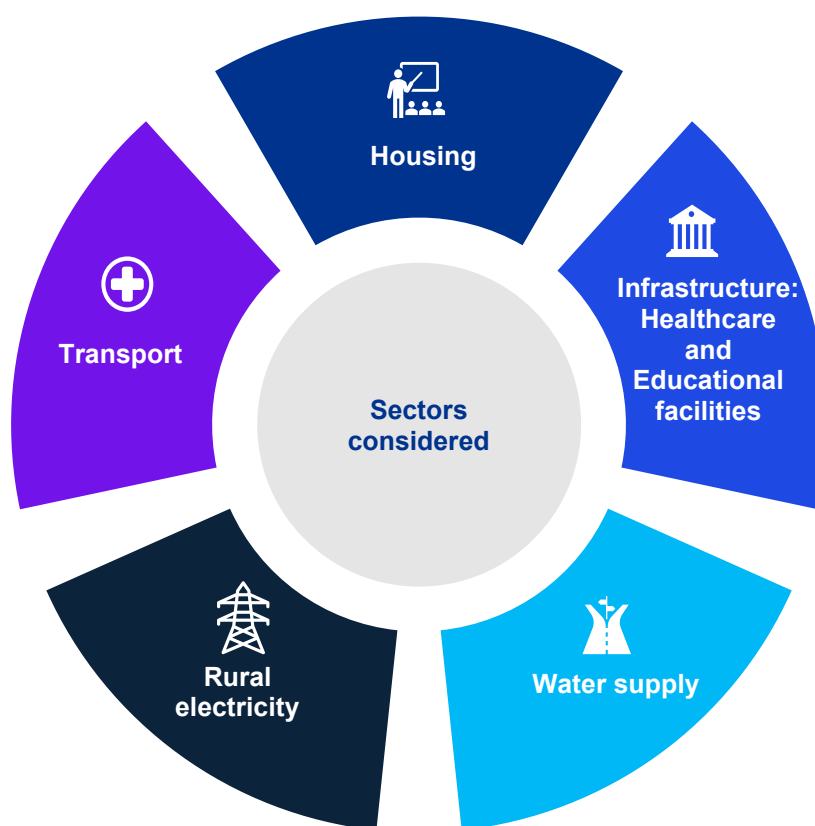 Housing
Infrastructure:
Healthcare
and
Educational
facilities
Transport
Sectors
considered
Rural
electricity
Water supply